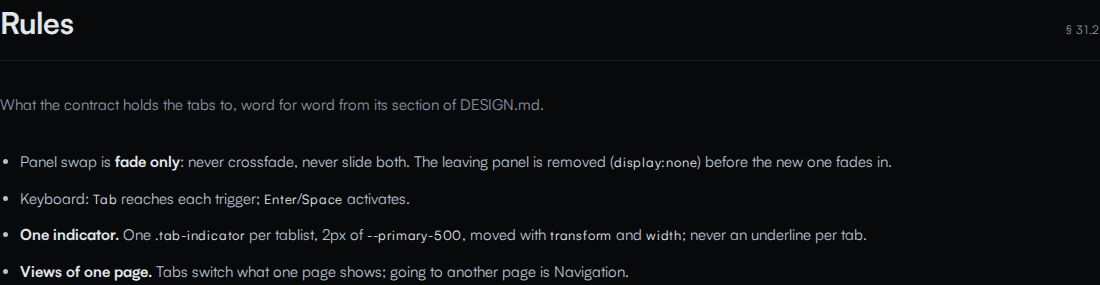 Rules
§ 31.2
What the contract holds the tabs to, word for word from its section of DESIGN.md.
• Panel swap is fade only: never crossfade, never slide both. The leaving panel is removed (display:none) before the new one fades in.
• Keyboard: Tab reaches each trigger; Enter/Space activates.
• One indicator. One .tab-indicator per tablist, 2px of --primary-500, moved with transform and width; never an underline per tab.
• Views of one page. Tabs switch what one page shows; going to another page is Navigation.